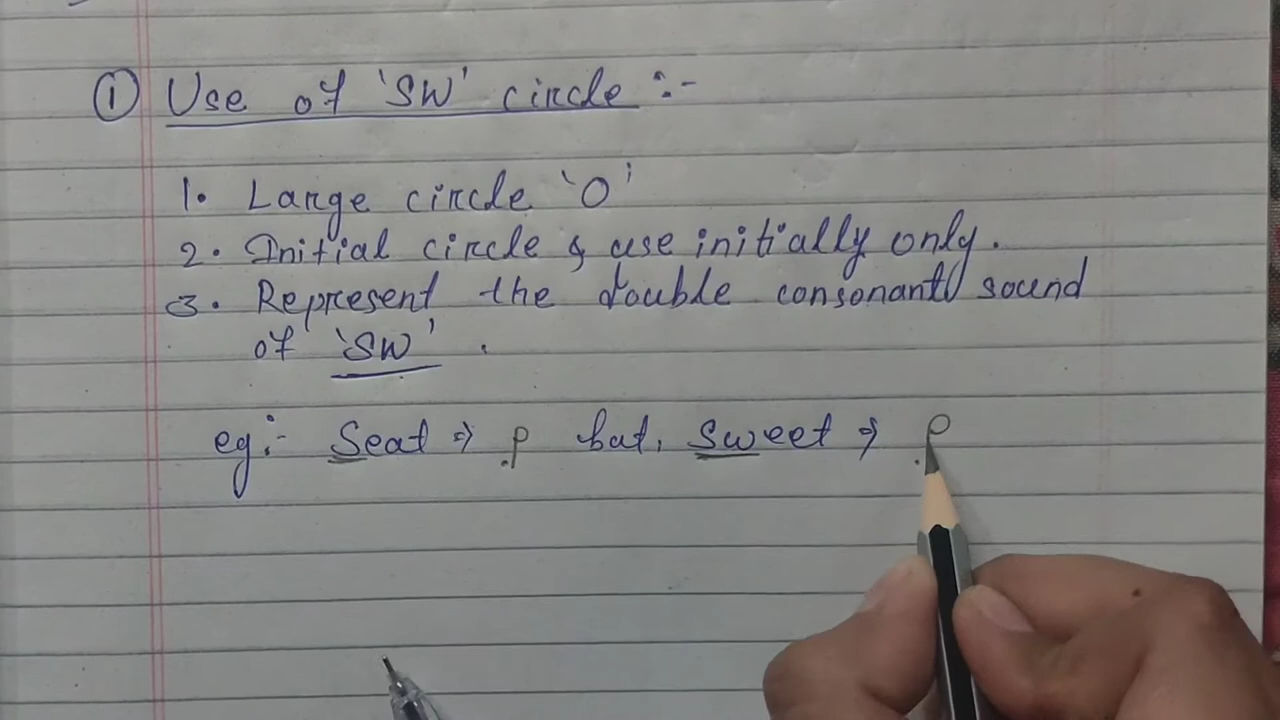 ① Use of 'SW' circle :-
1. Large circle 'O'
2. Initial circle & use initially only.
3. Represent the double consonant sound
of 'SW' .
eg:- Seat ⇒ but, Sweet ⇒